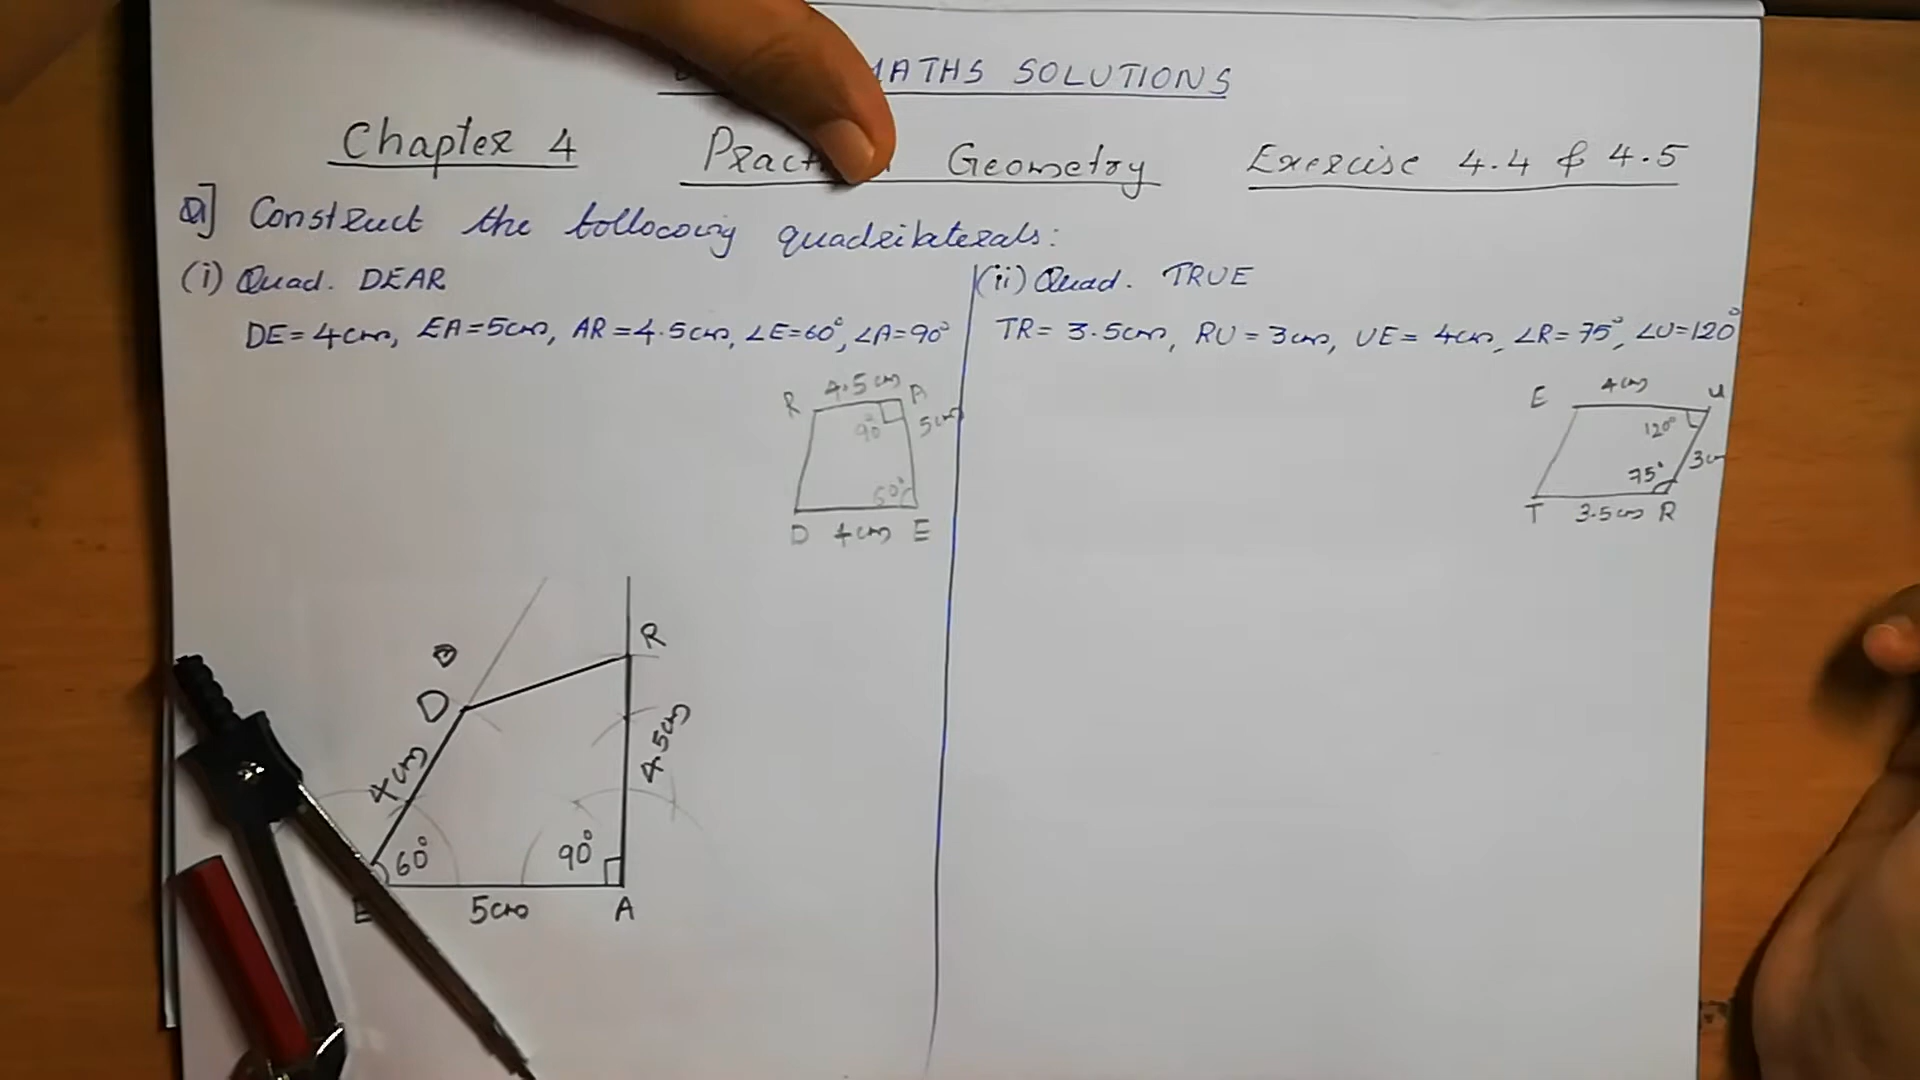 MATHS SOLUTIONS
Chapter 4 Geometry Exercise 4.4 & 4.5
Q] Construct the following quadrilaterals:
(i) Quad. DEAR
DE = 4cm, EA = 5cm, AR = 4.5cm, ∠E = 60°, ∠A = 90°
R 4.5cm A
90° 5cm
60°
D 4cm E
R
D
4cm
4.5cm
60° 90°
E 5cm A
(ii) Quad. TRUE
TR = 3.5cm, RU = 3cm, UE = 4cm, ∠R = 75°, ∠U = 120°
E 4cm U
120°
75° 3cm
T 3.5cm R